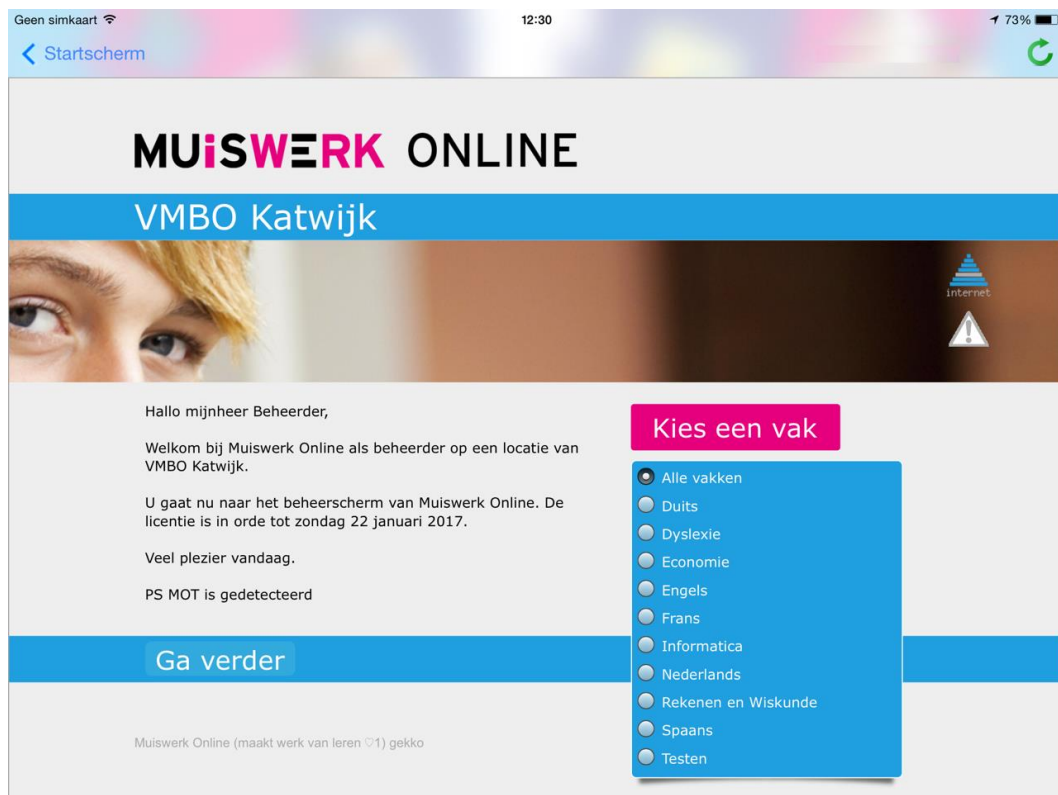 Geen simkaart
12:30
73%
Startscherm
MUiSWERK ONLINE
VMBO Katwijk
internet
Hallo mijnheer Beheerder,
Welkom bij Muiswerk Online als beheerder op een locatie van
VMBO Katwijk.
U gaat nu naar het beheerscherm van Muiswerk Online. De
licentie is in orde tot zondag 22 januari 2017.
Veel plezier vandaag.
PS MOT is gedetecteerd
Ga verder
Kies een vak
Alle vakken
Duits
Dyslexie
Economie
Engels
Frans
Informatica
Nederlands
Rekenen en Wiskunde
Spaans
Testen
Muiswerk Online (maakt werk van leren ♡1) gekko